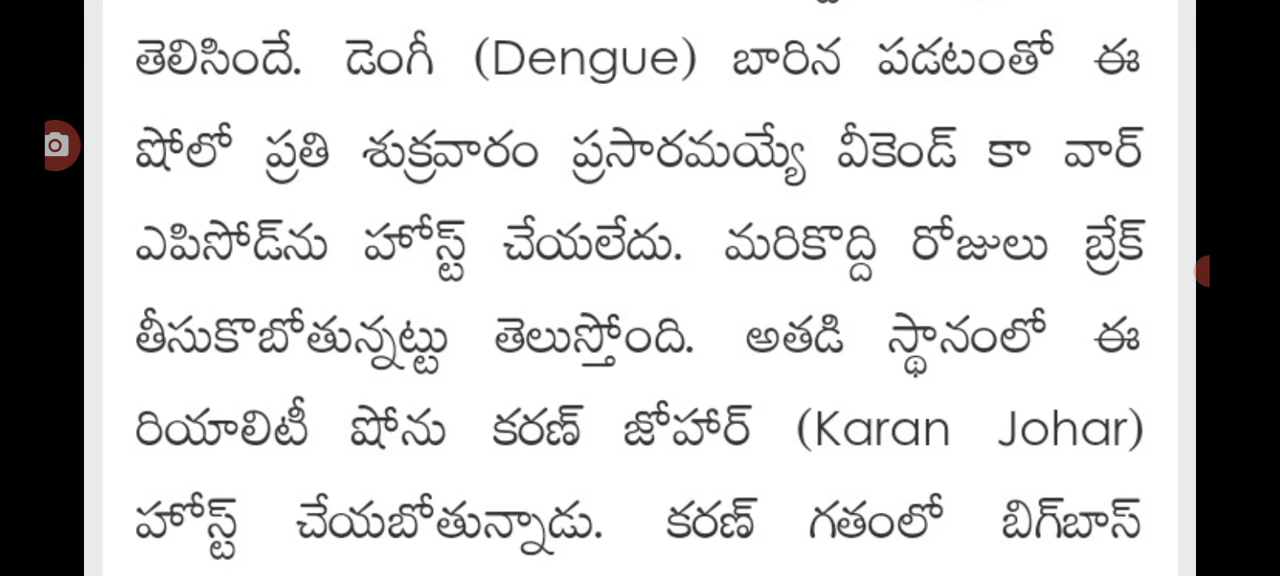 తెలిసిందే. డెంగీ (Dengue) బారిన పడటంతో ఈ
షోలో ప్రతి శుక్రవారం ప్రసారమయ్యే వీకెండ్ కా వార్
ఎపిసోడ్‌ను హోస్ట్ చేయలేదు. మరికొద్ది రోజులు బ్రేక్
తీసుకొబోతున్నట్టు తెలుస్తోంది. అతడి స్థానంలో ఈ
రియాలిటీ షోను కరణ్ జోహార్ (Karan Johar)
హోస్ట్ చేయబోతున్నాడు. కరణ్ గతంలో బిగ్‌బాస్